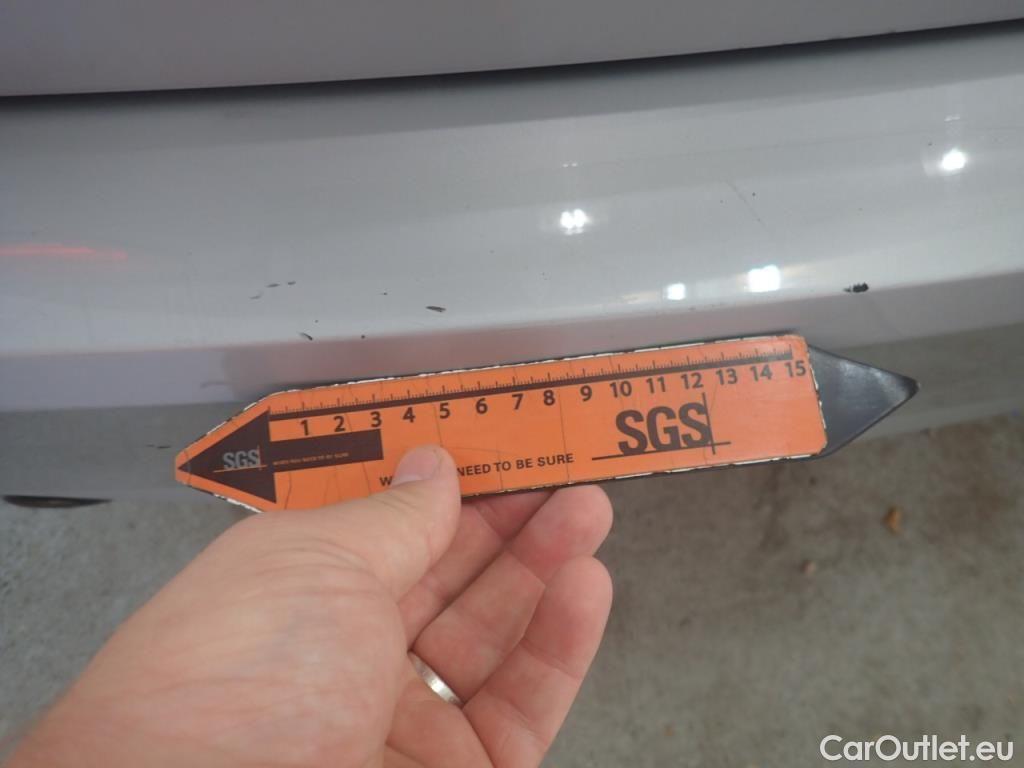 1 2 3 4 5 6 7 8 9 10 11 12 13 14 15
SGS
SGS
W NEED TO BE SURE
CarOutlet.eu